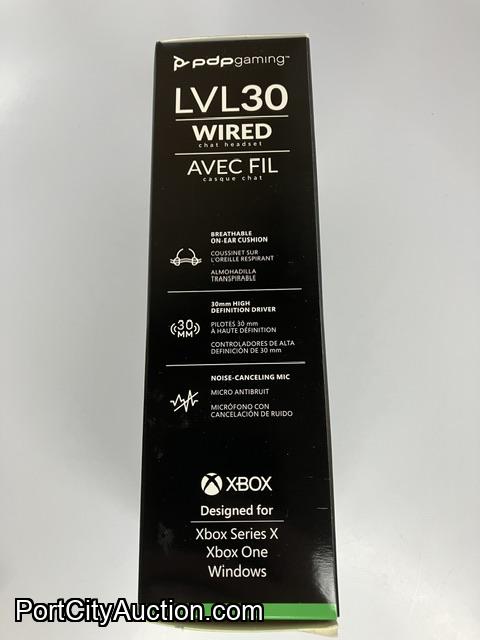 pdpgaming™
LVL30
WIRED
chat headset
AVEC FIL
casque chat
BREATHABLE
ON-EAR CUSHION
COUSSINET SUR
L'OREILLE RESPIRANT
ALMOHADILLA
TRANSPIRABLE
30 MM
30mm HIGH
DEFINITION DRIVER
PILOTES 30 mm
À HAUTE DÉFINITION
CONTROLADORES DE ALTA
DEFINICIÓN DE 30 mm
NOISE-CANCELING MIC
MICRO ANTIBRUIT
MICRÓFONO CON
CANCELACIÓN DE RUIDO
XBOX
Designed for
Xbox Series X
Xbox One
Windows
PortCityAuction.com